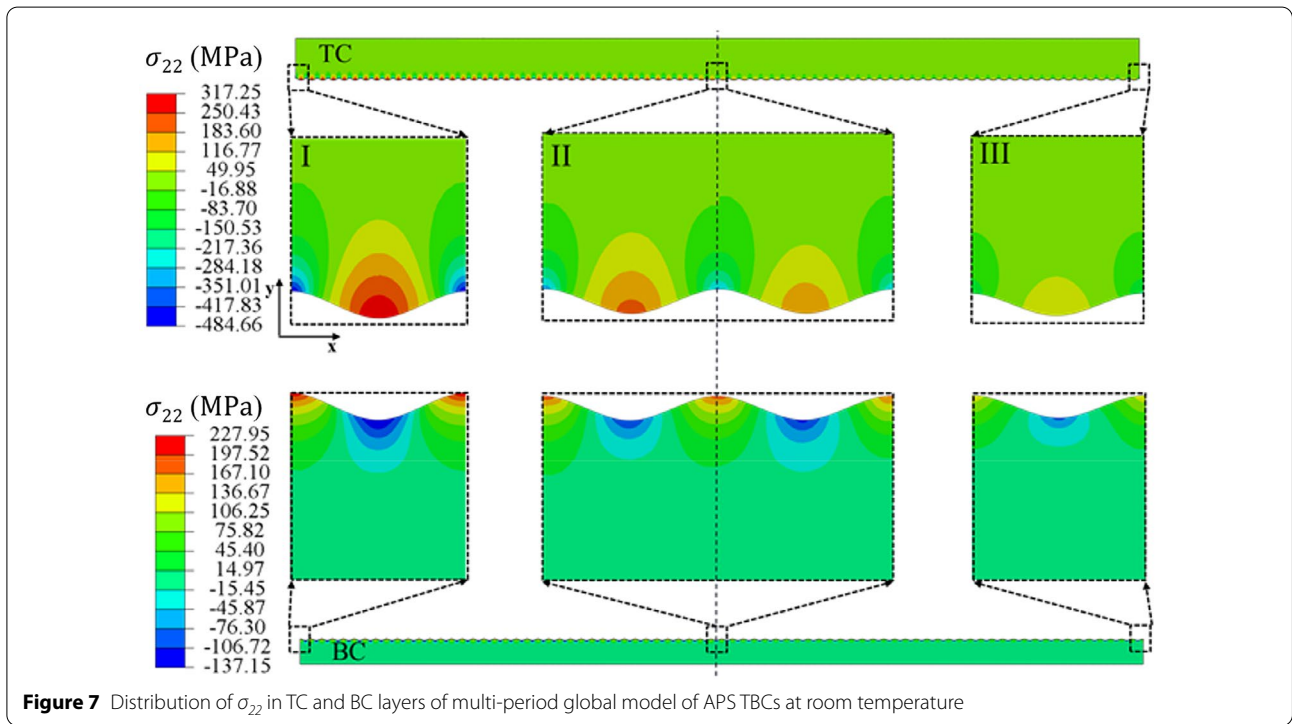 σ22 (MPa)
317.25
250.43
183.60
116.77
49.95
-16.88
-83.70
-150.53
-217.36
-284.18
-351.01
-417.83
-484.66
TC
I
II
III
y
x
σ22 (MPa)
227.95
197.52
167.10
136.67
106.25
75.82
45.40
14.97
-15.45
-45.87
-76.30
-106.72
-137.15
BC
Figure 7 Distribution of σ22 in TC and BC layers of multi-period global model of APS TBCs at room temperature